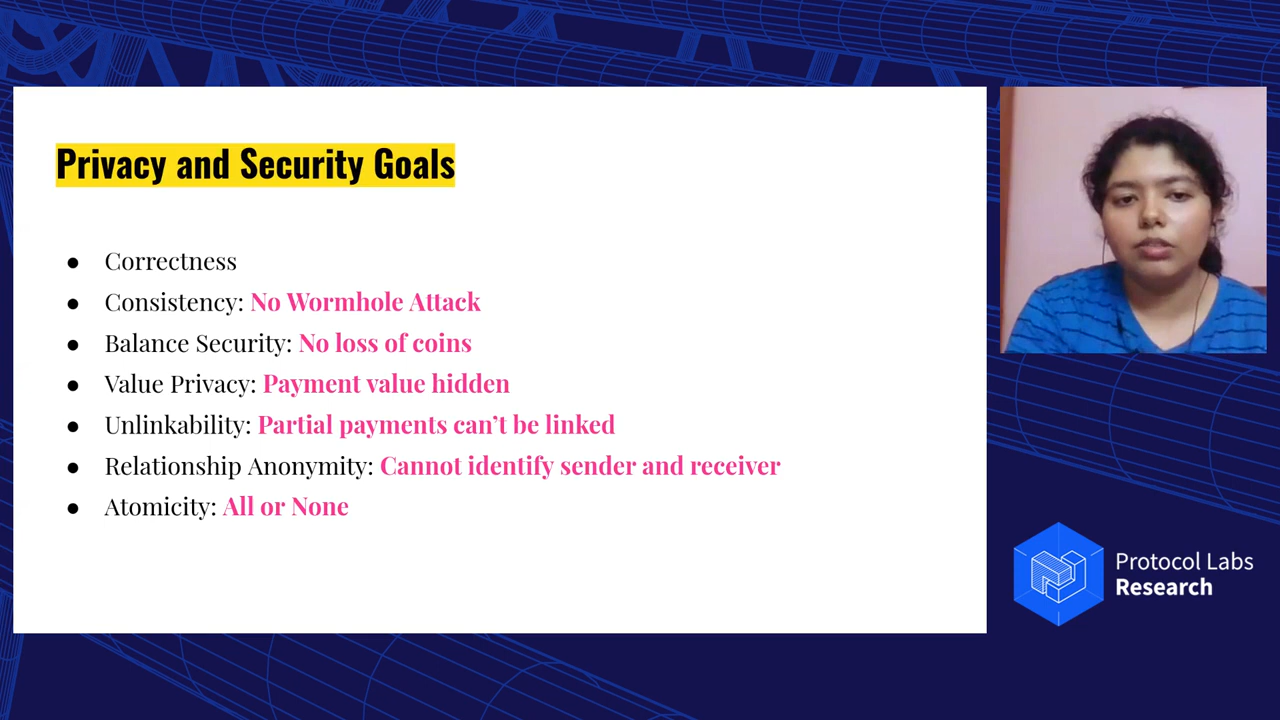 Privacy and Security Goals
● Correctness
● Consistency: No Wormhole Attack
● Balance Security: No loss of coins
● Value Privacy: Payment value hidden
● Unlinkability: Partial payments can’t be linked
● Relationship Anonymity: Cannot identify sender and receiver
● Atomicity: All or None
Protocol Labs
Research